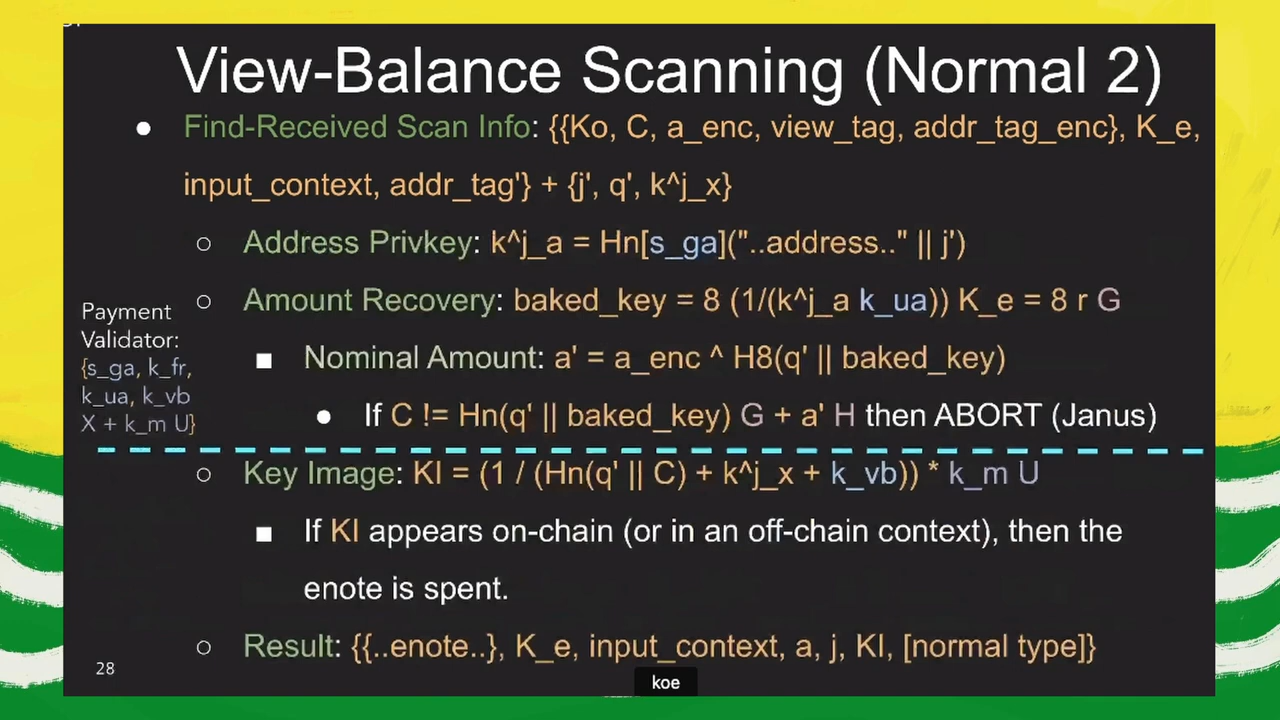 View-Balance Scanning (Normal 2)
● Find-Received Scan Info: {{Ko, C, a_enc, view_tag, addr_tag_enc}, K_e,
input_context, addr_tag'} + {j', q', k^j_x}
○ Address Privkey: k^j_a = Hn[s_ga]("..address.." || j')
○ Amount Recovery: baked_key = 8 (1/(k^j_a k_ua)) K_e = 8 r G
■ Nominal Amount: a' = a_enc ^ H8(q' || baked_key)
● If C != Hn(q' || baked_key) G + a' H then ABORT (Janus)
Payment
Validator:
{s_ga, k_fr,
k_ua, k_vb
X + k_m U}
○ Key Image: KI = (1 / (Hn(q' || C) + k^j_x + k_vb)) * k_m U
■ If KI appears on-chain (or in an off-chain context), then the
enote is spent.
○ Result: {{..enote..}, K_e, input_context, a, j, KI, [normal type]}
28
koe